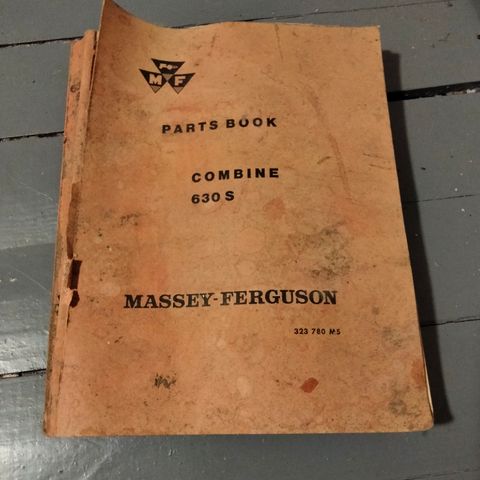 M F
PARTS BOOK
COMBINE
630 S
MASSEY-FERGUSON
323 780 M5